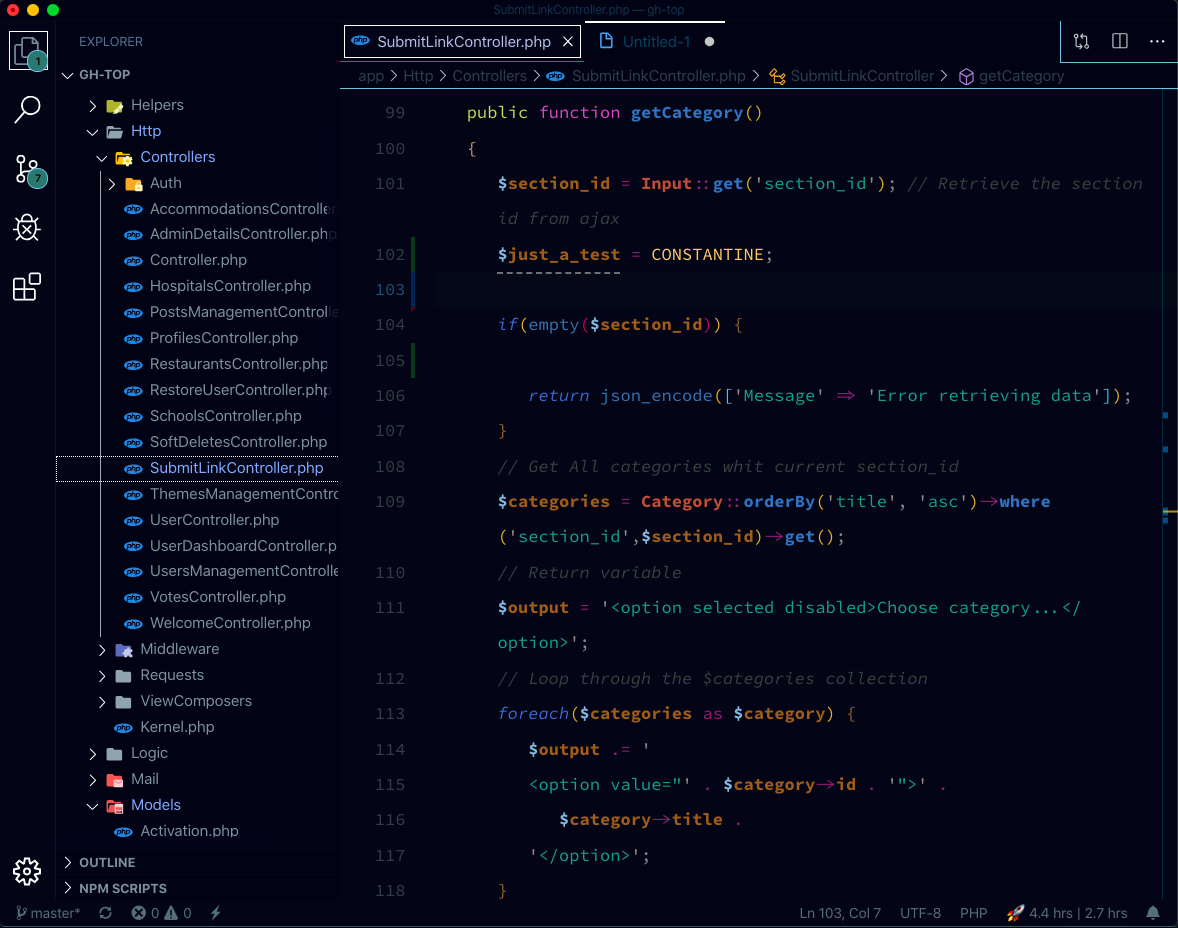 SubmitLinkController.php — gh-top
EXPLORER
GH-TOP
Helpers
Http
Controllers
Auth
AccommodationsController.
AdminDetailsController.php
Controller.php
HospitalsController.php
PostsManagementControlle
ProfilesController.php
RestaurantsController.php
RestoreUserController.php
SchoolsController.php
SoftDeletesController.php
SubmitLinkController.php
ThemesManagementContro
UserController.php
UserDashboardController.p
UsersManagementControlle
VotesController.php
WelcomeController.php
Middleware
Requests
ViewComposers
Kernel.php
Logic
Mail
Models
Activation.php
OUTLINE
NPM SCRIPTS
1
7
SubmitLinkController.php
Untitled-1
app > Http > Controllers > php SubmitLinkController.php > SubmitLinkController > getCategory
99 public function getCategory()
100 {
101 $section_id = Input::get('section_id'); // Retrieve the section
id from ajax
102 $just_a_test = CONSTANTINE;
103
104 if(empty($section_id)) {
105
106 return json_encode(['Message' => 'Error retrieving data']);
107 }
108 // Get All categories whit current section_id
109 $categories = Category::orderBy('title', 'asc')->where
('section_id',$section_id)->get();
110 // Return variable
111 $output = '<option selected disabled>Choose category...</
option>';
112 // Loop through the $categories collection
113 foreach($categories as $category) {
114 $output .= '
115 <option value="' . $category->id . '">' .
116 $category->title .
117 '</option>';
118 }
master* 0 0
Ln 103, Col 7 UTF-8 PHP 🚀 4.4 hrs | 2.7 hrs